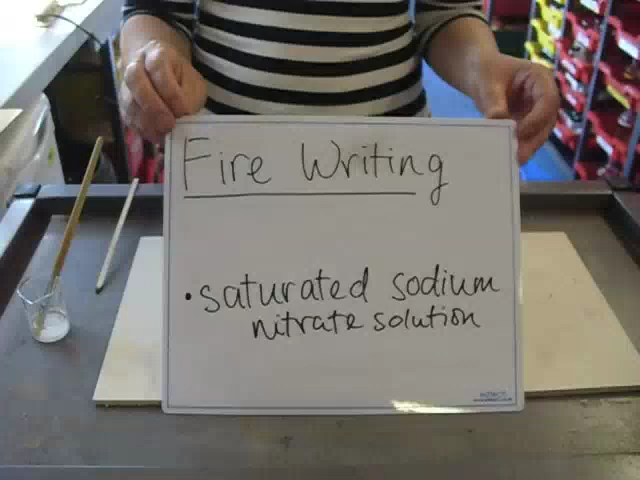 Fire Writing
• saturated sodium
nitrate solution